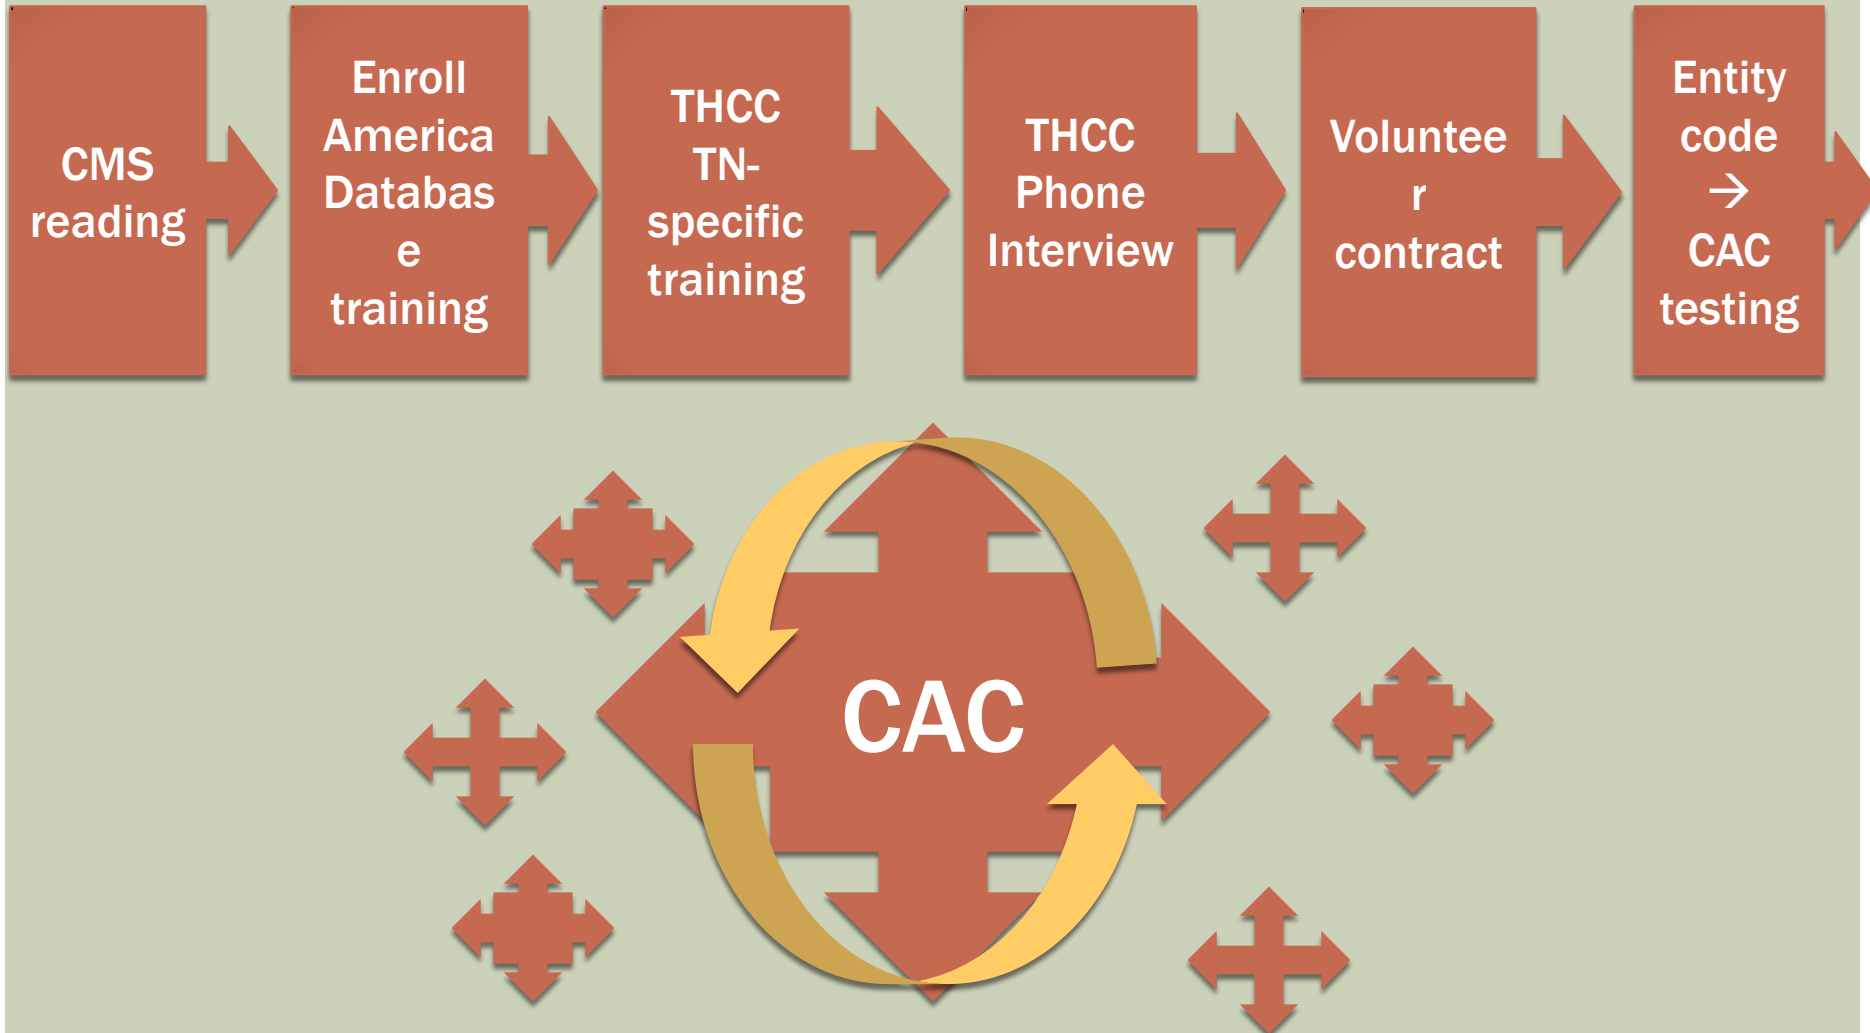 CMS
reading
Enroll
America
Databas
e
training
THCC
TN-
specific
training
THCC
Phone
Interview
Voluntee
r
contract
Entity
code
→
CAC
testing
CAC